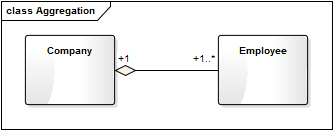 class Aggregation
Company
+1
+1..*
Employee